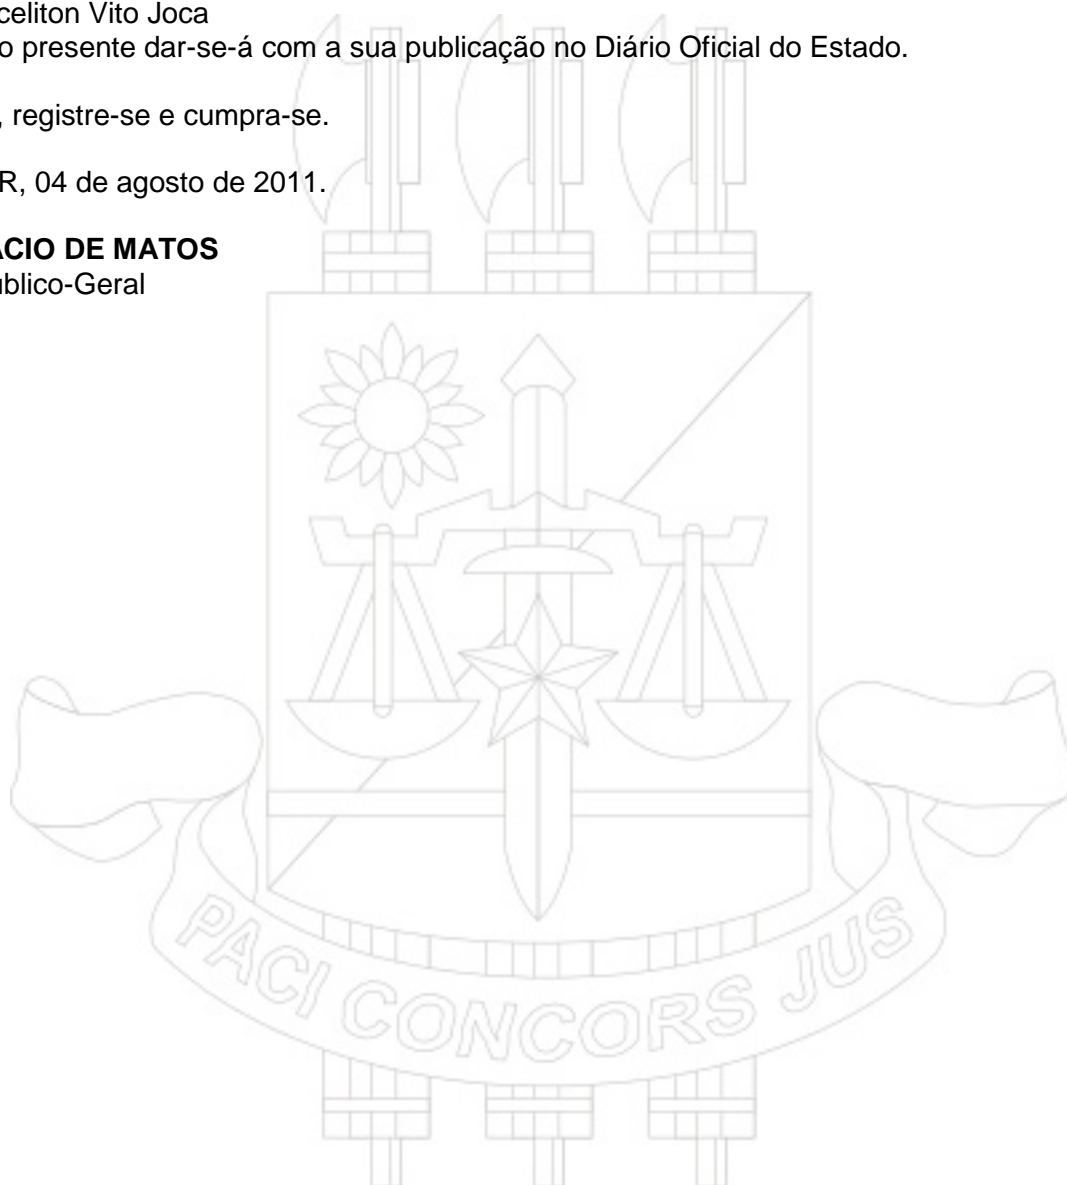 celiton Vito Joca
o presente dar-se-á com a sua publicação no Diário Oficial do Estado.
, registre-se e cumpra-se.
R, 04 de agosto de 2011.
ACIO DE MATOS
úblico-Geral
PACI CONCORS JUS